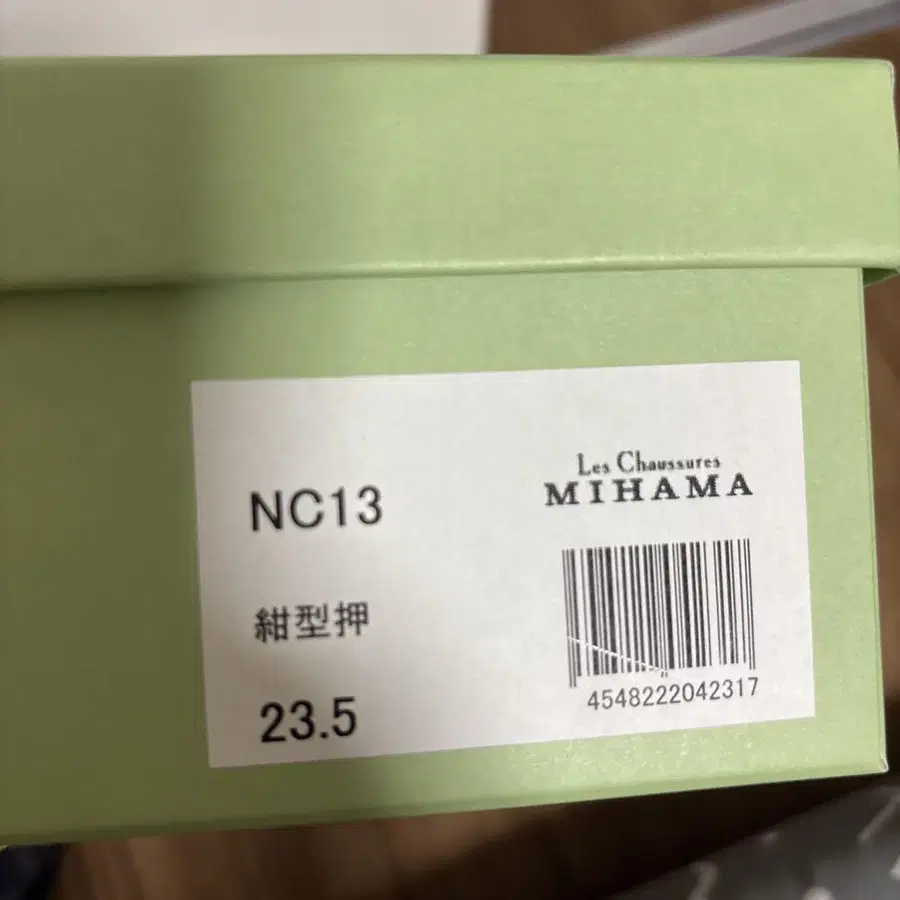 Les Chaussures
MIHAMA
NC13
紺型押
23.5
4548222042317